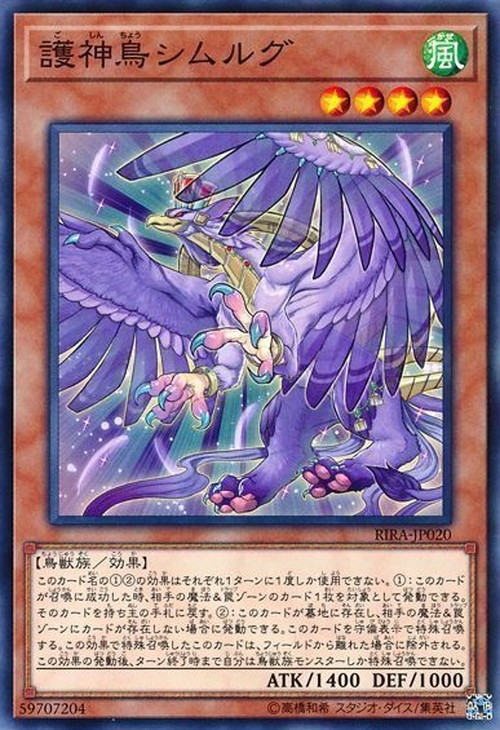 護神鳥シムルグ
風
RIRA-JP020
【鳥獣族／効果】
このカード名の①②の効果はそれぞれ1ターンに1度しか使用できない。①：このカード
が召喚に成功した時、相手の魔法&罠ゾーンのカード1枚を対象として発動できる。
そのカードを持ち主の手札に戻す。②：このカードが墓地に存在し、相手の魔法&罠
ゾーンにカードが存在しない場合に発動できる。このカードを守備表示で特殊召喚
する。この効果で特殊召喚したこのカードは、フィールドから離れた場合に除外される。
この効果の発動後、ターン終了時まで自分は鳥獣族モンスターしか特殊召喚できない。
ATK/1400 DEF/1000
59707204
©高橋和希 スタジオ・ダイス/集英社